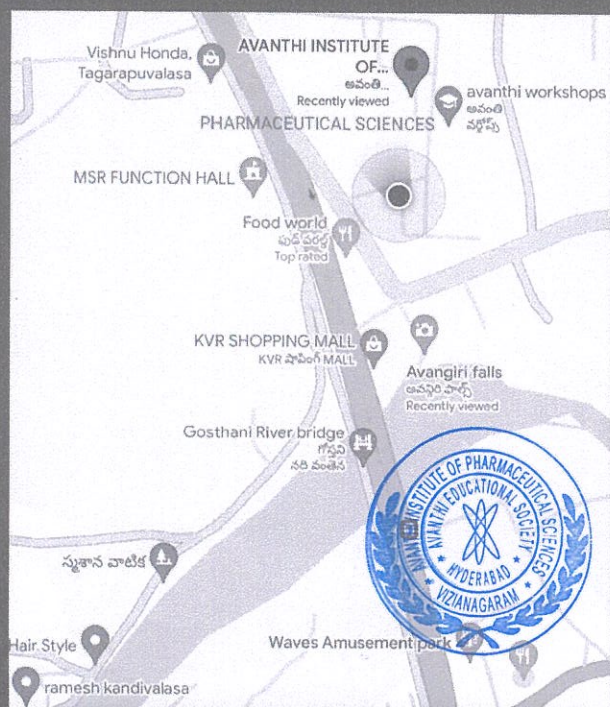 Vishnu Honda,
Tagarapuvalasa
AVANTHI INSTITUTE
OF...
అవంతి...
Recently viewed
PHARMACEUTICAL SCIENCES
avanthi workshops
అవంతి
వర్క్షోప్స్
MSR FUNCTION HALL
Food world
ఫుడ్ వరల్డ్
Top rated
KVR SHOPPING MALL
KVR షాపింగ్ MALL
Avangiri falls
అవన్గిరి ఫాల్స్
Recently viewed
Gosthani River bridge
గోస్తని
నది వంతెన
AVANTHI INSTITUTE OF PHARMACEUTICAL SCIENCES
AVANTHI EDUCATIONAL SOCIETY
HYDERABAD
VIZIANAGARAM
స్మశాన వాటిక
Hair Style
Waves Amusement park
ramesh kandivalasa